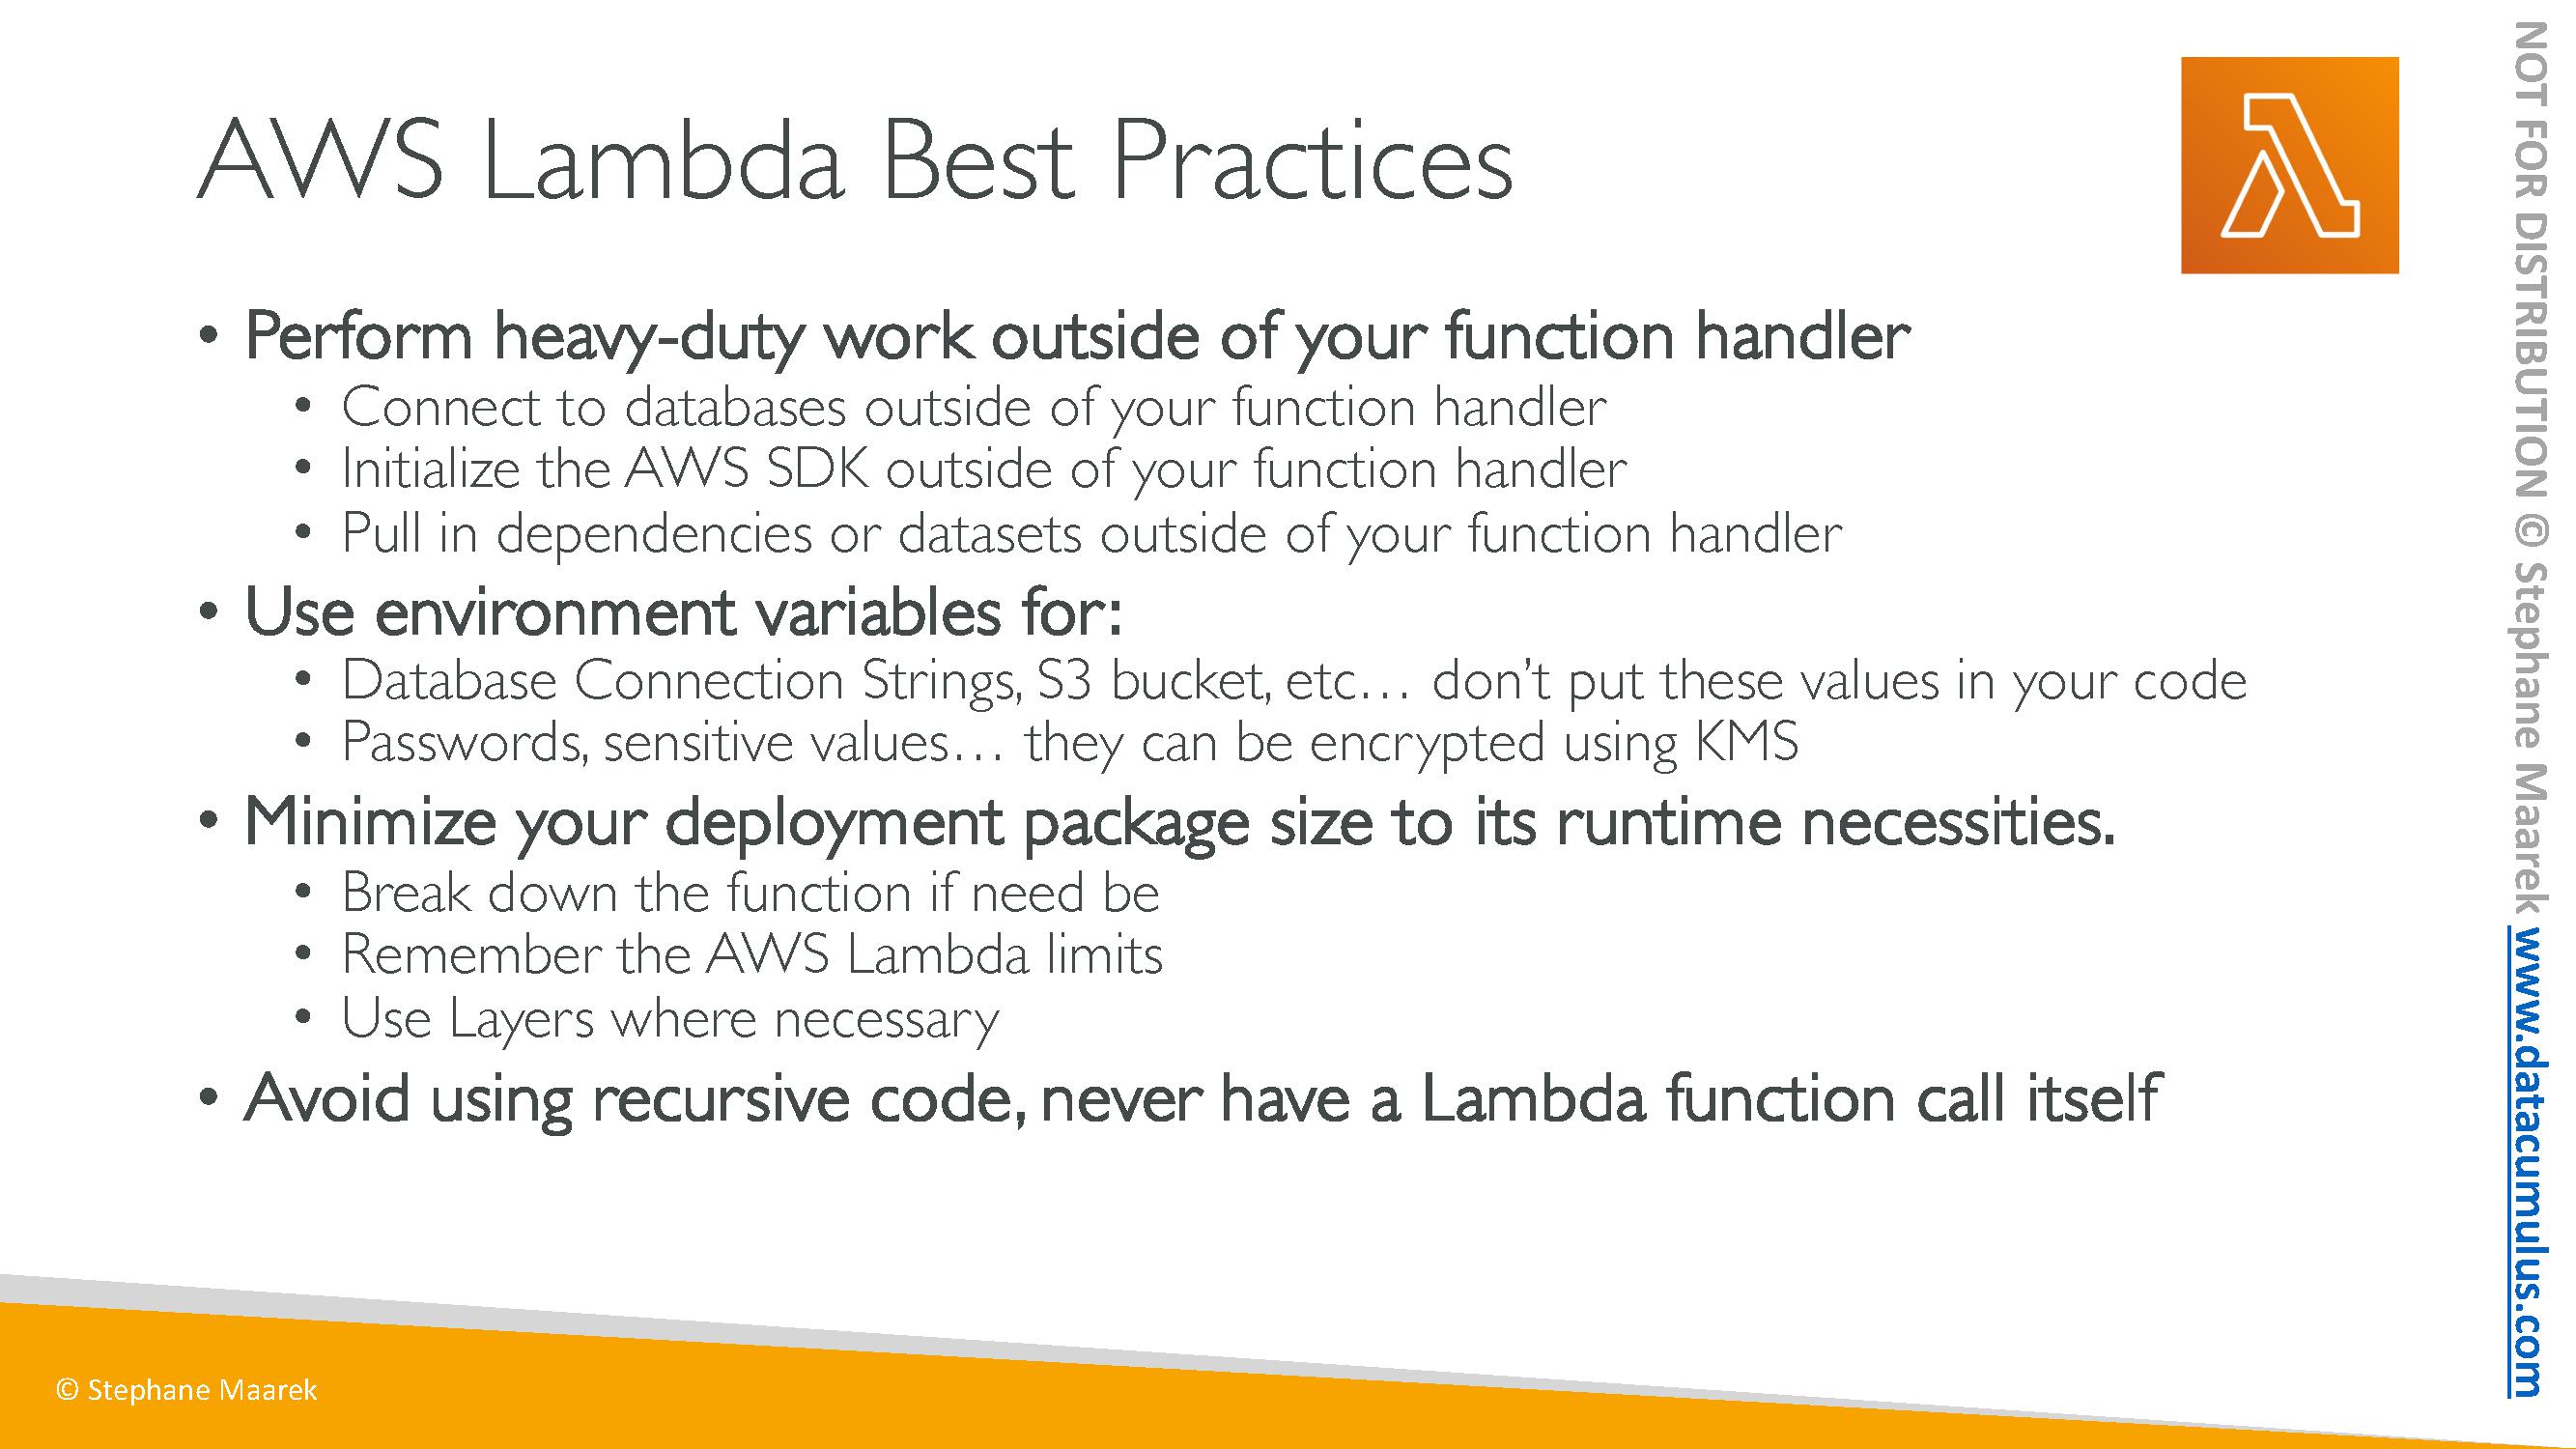 AWS Lambda Best Practices
• Perform heavy-duty work outside of your function handler
• Connect to databases outside of your function handler
• Initialize the AWS SDK outside of your function handler
• Pull in dependencies or datasets outside of your function handler
• Use environment variables for:
• Database Connection Strings, S3 bucket, etc… don’t put these values in your code
• Passwords, sensitive values… they can be encrypted using KMS
• Minimize your deployment package size to its runtime necessities.
• Break down the function if need be
• Remember the AWS Lambda limits
• Use Layers where necessary
• Avoid using recursive code, never have a Lambda function call itself
© Stephane Maarek
NOT FOR DISTRIBUTION © Stephane Maarek www.datacumulus.com